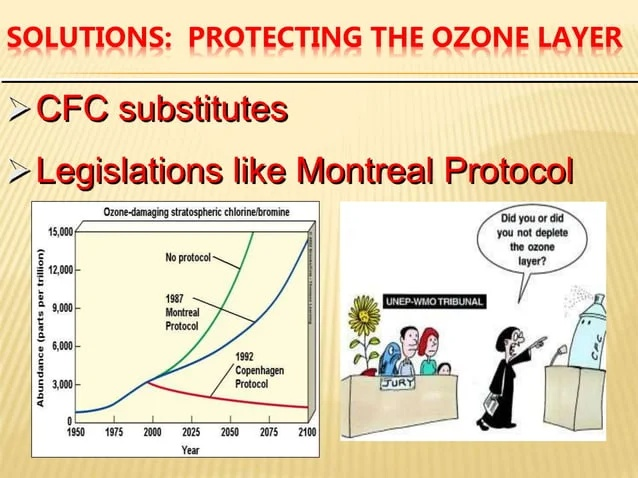 SOLUTIONS: PROTECTING THE OZONE LAYER
CFC substitutes
Legislations like Montreal Protocol
Ozone-damaging stratospheric chlorine/bromine
Abundance (parts per trillion)
15,000
12,000
9,000
6,000
3,000
0
No protocol
1987
Montreal
Protocol
1992
Copenhagen
Protocol
1950 1975 2000 2025 2050 2075 2100
Year
Did you or did
you not deplete
the ozone
layer?
UNEP-WMO TRIBUNAL
JURY
CFC